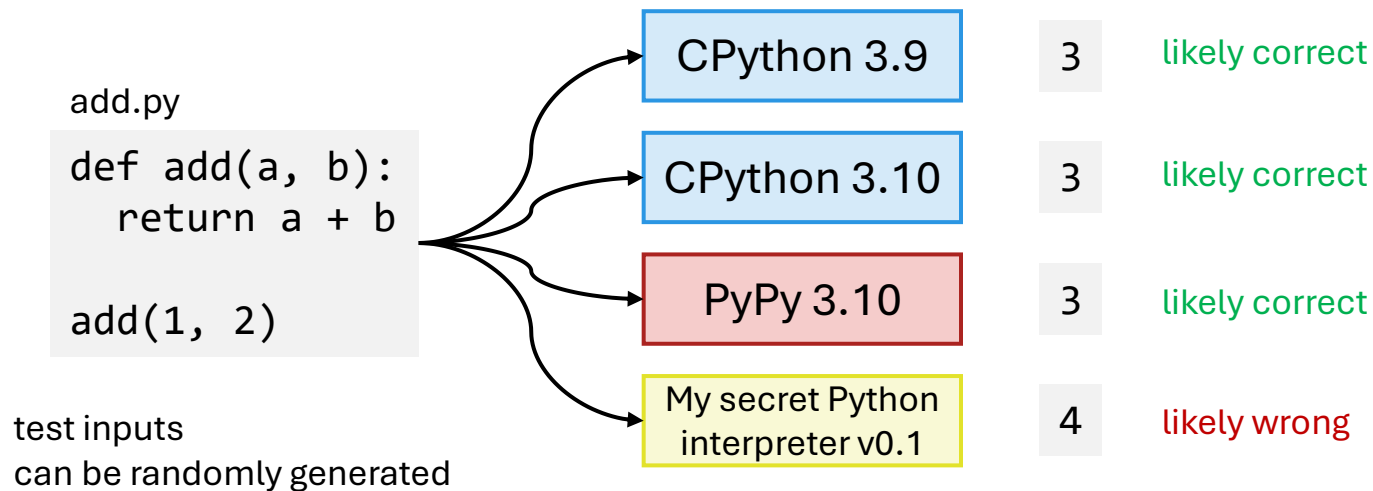 add.py
def add(a, b):
  return a + b
add(1, 2)
test inputs
can be randomly generated
CPython 3.9
3
likely correct
CPython 3.10
3
likely correct
PyPy 3.10
3
likely correct
My secret Python
interpreter v0.1
4
likely wrong